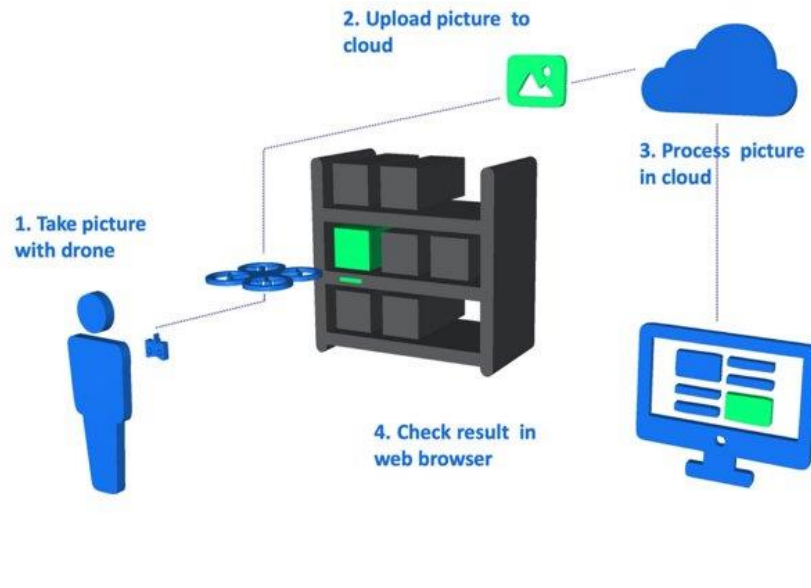 1. Take picture
with drone
2. Upload picture to
cloud
3. Process picture
in cloud
4. Check result in
web browser